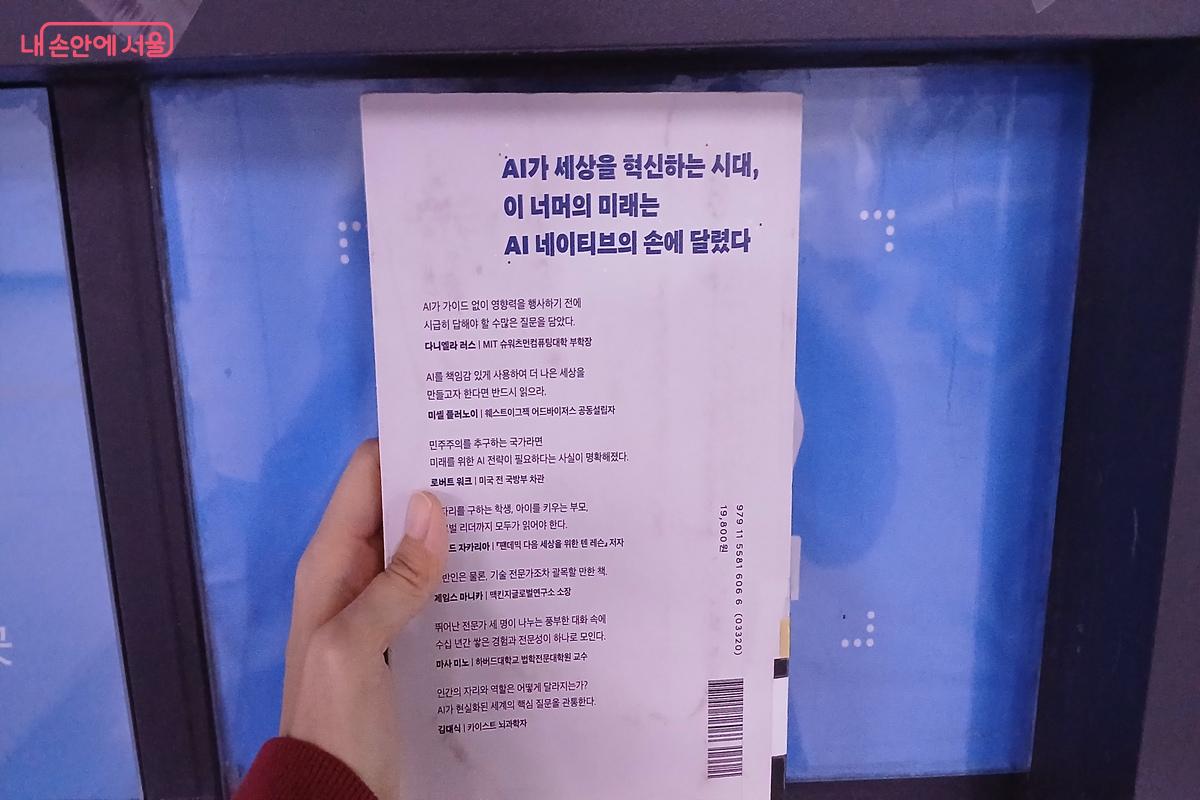 내 손안에 서울
AI가 세상을 혁신하는 시대,
이 너머의 미래는
AI 네이티브의 손에 달렸다
AI가 가이드 없이 영향력을 행사하기 전에
시급히 답해야 할 수많은 질문을 담았다.
다니엘라 러스 | MIT 슈워츠먼컴퓨팅대학 부학장
AI를 책임감 있게 사용하여 더 나은 세상을
만들고자 한다면 반드시 읽으라.
미셸 플러노이 | 웨스트이그젝 어드바이저스 공동설립자
민주주의를 추구하는 국가라면
미래를 위한 AI 전략이 필요하다는 사실이 명확해졌다.
로버트 워크 | 미국 전 국방부 차관
구하는 학생, 아이를 키우는 부모,
리더까지 모두가 읽어야 한다.
자카리아 | 『팬데믹 다음 세상을 위한 텐 레슨』 저자
물론, 기술 전문가조차 괄목할 만한 책.
제임스 마니카 | 맥킨지글로벌연구소 소장
뛰어난 전문가 세 명이 나누는 풍부한 대화 속에
수십 년간 쌓은 경험과 전문성이 하나로 모인다.
마사 미노 | 하버드대학교 법학전문대학원 교수
인간의 자리와 역할은 어떻게 달라지는가?
AI가 현실화된 세계의 핵심 질문을 관통한다.
김대식 | 카이스트 뇌과학자
979 11 5581 606 6 (03320)
19,800원